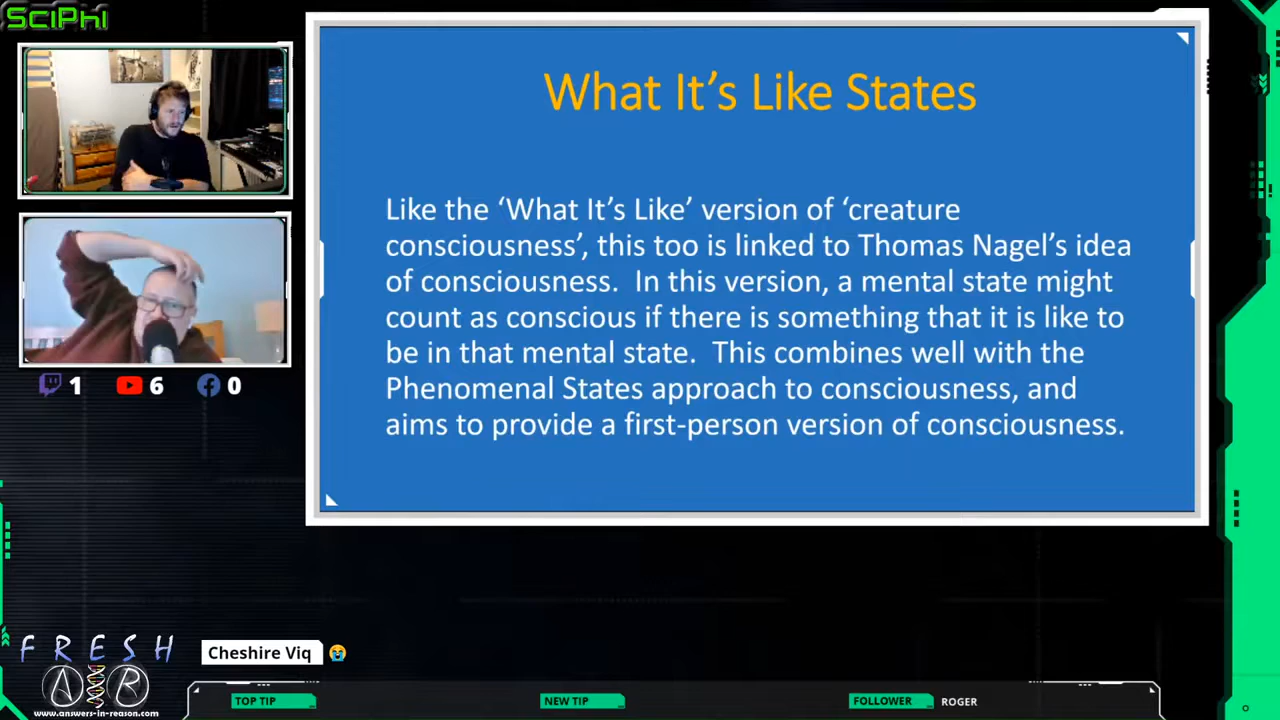 SciPhi
What It's Like States
Like the ‘What It's Like’ version of ‘creature
consciousness’, this too is linked to Thomas Nagel's idea
of consciousness.  In this version, a mental state might
count as conscious if there is something that it is like to
be in that mental state.  This combines well with the
Phenomenal States approach to consciousness, and
aims to provide a first-person version of consciousness.
1 6 0
FRESH
A R
www.answers-in-reason.com
Cheshire Viq 😭
TOP TIP
NEW TIP
FOLLOWER ROGER